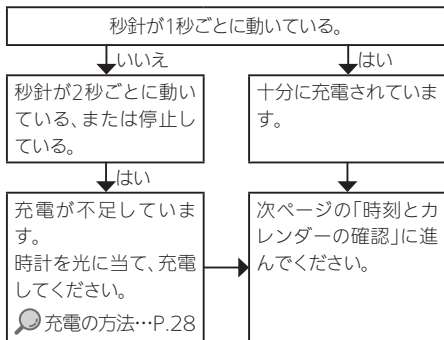 秒針が1秒ごとに動いている。
いいえ
はい
秒針が2秒ごとに動い
ている、または停止し
ている。
十分に充電されていま
す。
はい
充電が不足していま
す。
時計を光に当て、充電
してください。
充電の方法…P.28
次ページの「時刻とカ
レンダーの確認」に進
んでください。